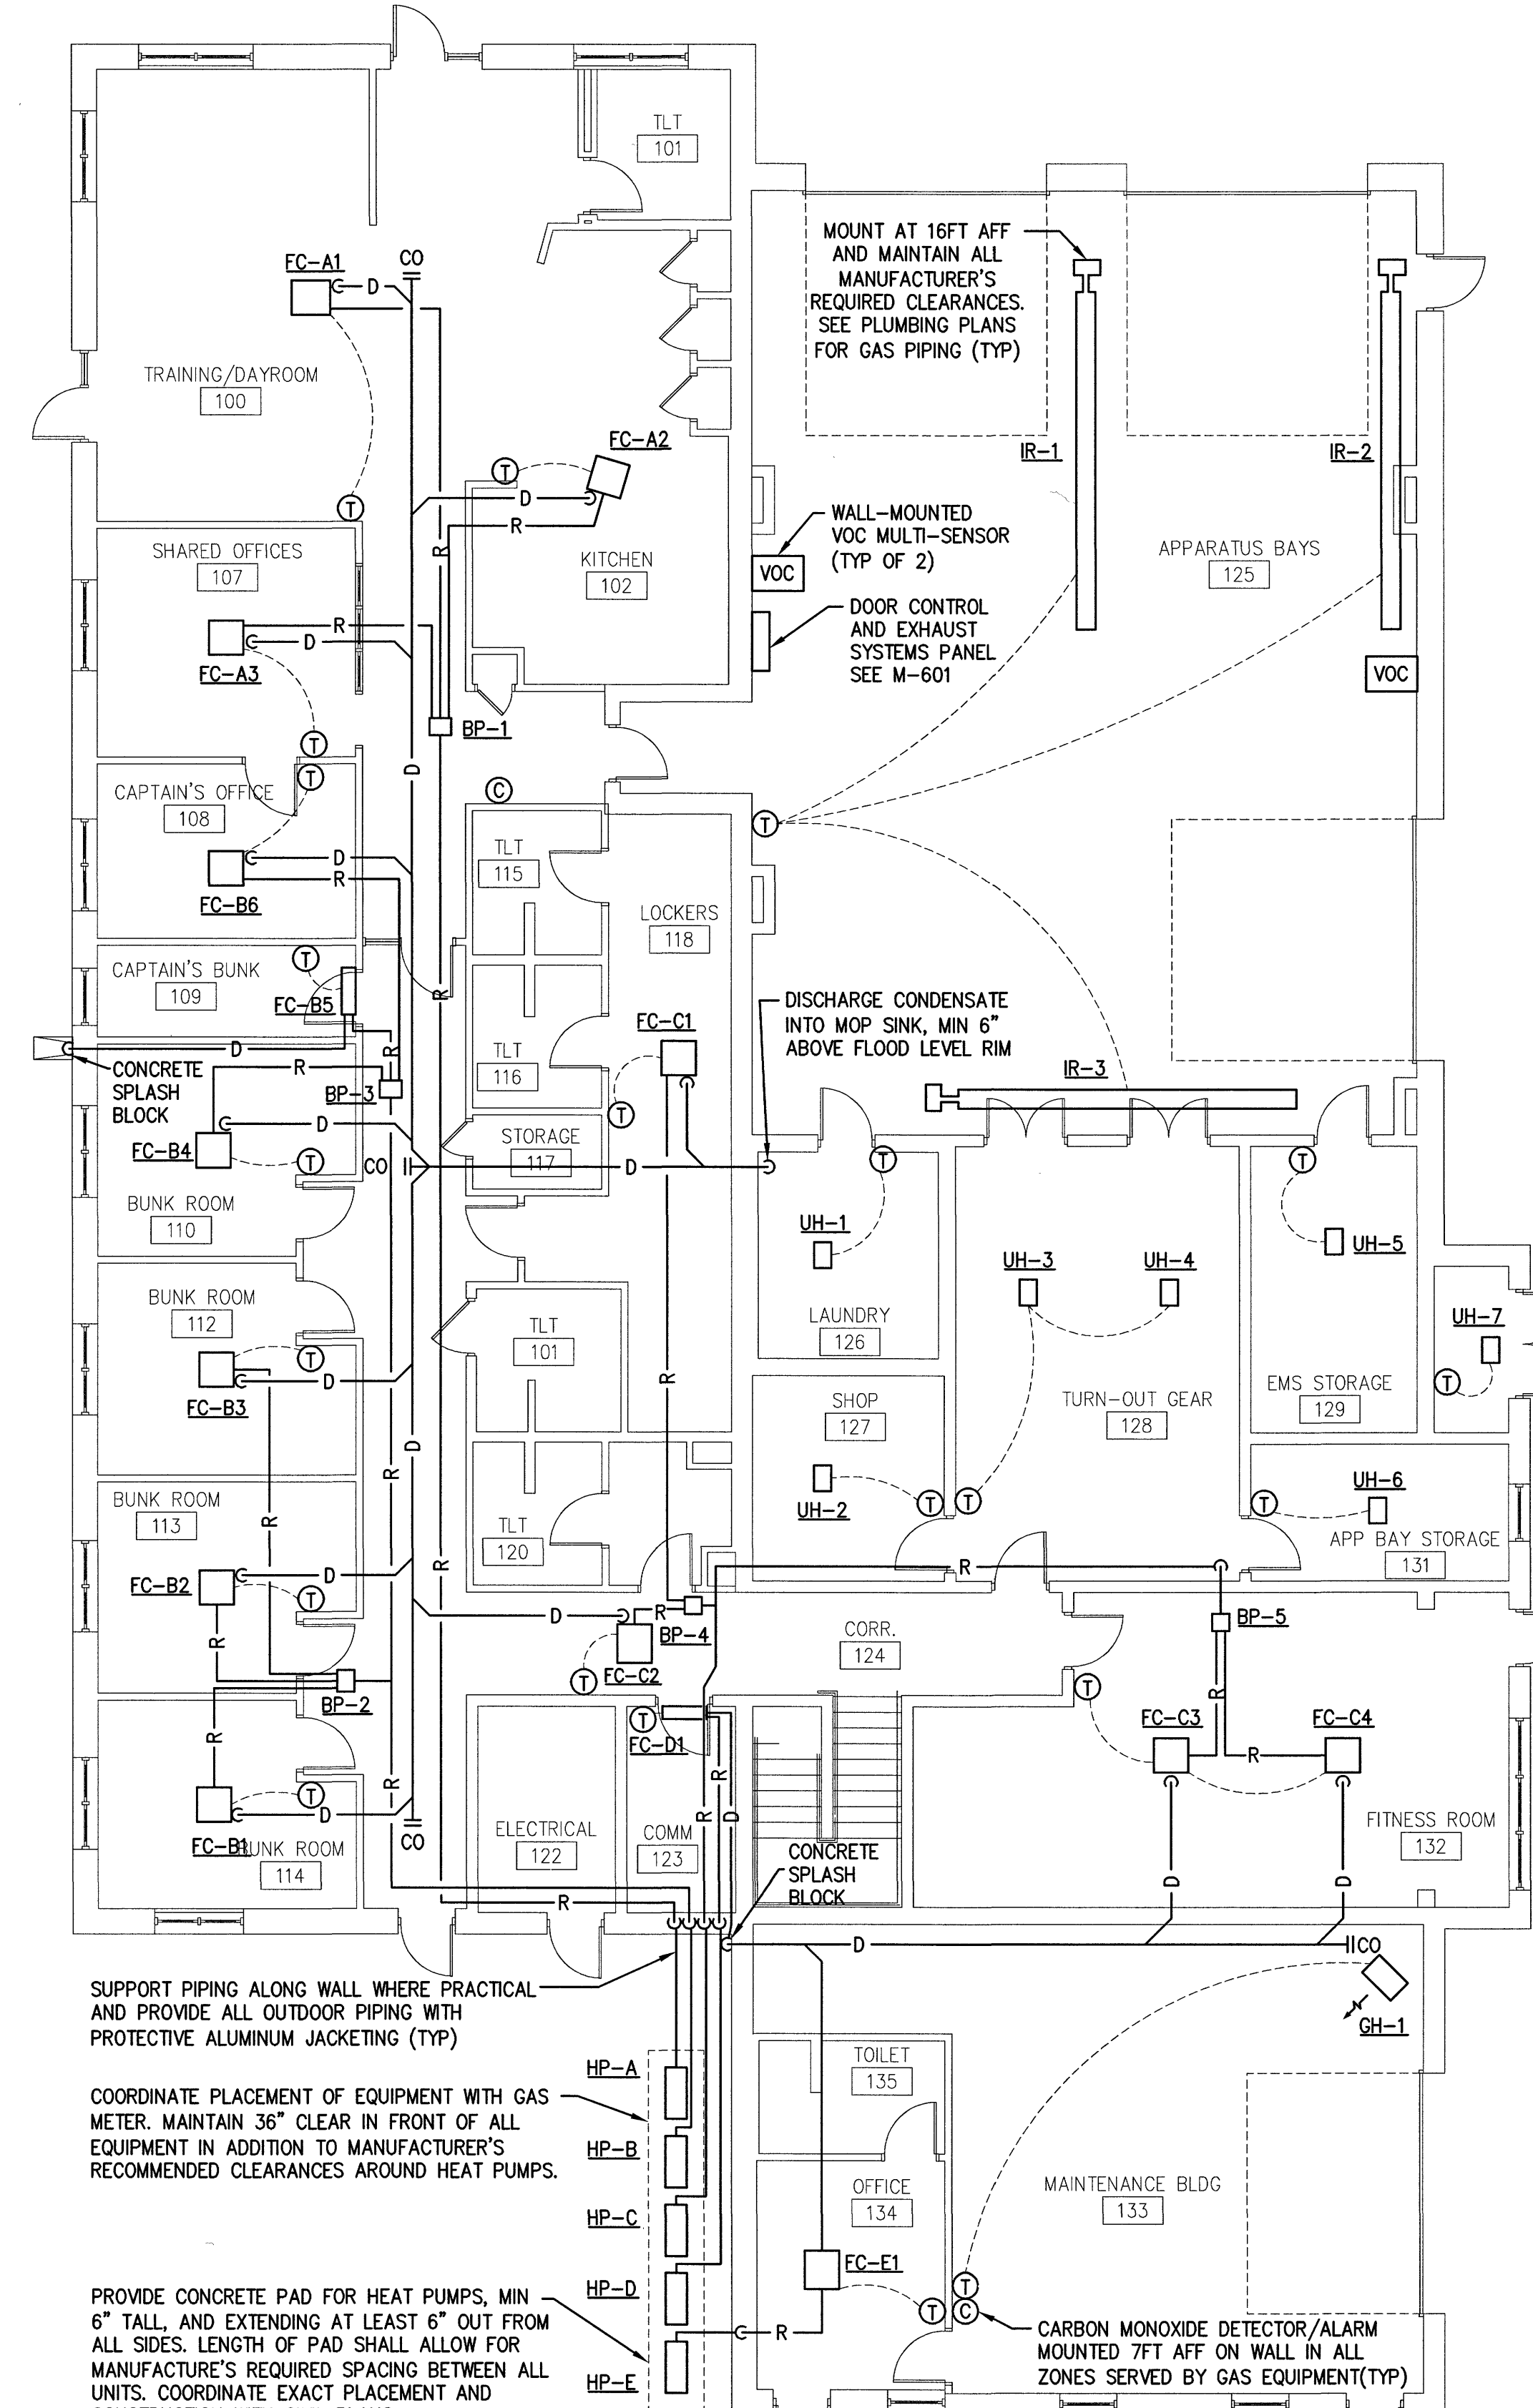 TLT
101
MOUNT AT 16FT AFF
AND MAINTAIN ALL
MANUFACTURER'S
REQUIRED CLEARANCES.
SEE PLUMBING PLANS
FOR GAS PIPING (TYP)
FC-A1
CO
D
TRAINING/DAYROOM
100
T
FC-A2
T
D
R
R
IR-1
IR-2
KITCHEN
102
WALL-MOUNTED
VOC MULTI-SENSOR
(TYP OF 2)
VOC
APPARATUS BAYS
125
DOOR CONTROL
AND EXHAUST
SYSTEMS PANEL
SEE M-601
VOC
SHARED OFFICES
107
R
D
FC-A3
T
BP-1
D
T
CAPTAIN'S OFFICE
108
C
T
D
R
FC-B6
TLT
115
LOCKERS
118
CAPTAIN'S BUNK
109
T
FC-B5
R
D
R
CONCRETE
SPLASH
BLOCK
R
BP-3
D
FC-B4
T
CO
BUNK ROOM
110
TLT
116
FC-C1
T
STORAGE
117
D
DISCHARGE CONDENSATE
INTO MOP SINK, MIN 6"
ABOVE FLOOD LEVEL RIM
IR-3
T
UH-1
LAUNDRY
126
UH-3
UH-4
T
UH-5
UH-7
T
BUNK ROOM
112
T
FC-B3
D
TLT
101
R
SHOP
127
TURN-OUT GEAR
128
EMS STORAGE
129
D
R
BUNK ROOM
113
R
UH-2
T
T
T
UH-6
APP BAY STORAGE
131
TLT
120
FC-B2
D
T
R
R
R
BP-2
D
R
BP-4
FC-C2
T
CORR.
124
BP-5
T
R
FC-C3
FC-C4
R
T
FC-D1
R
R
D
R
R
T
D
FC-B1
BUNK ROOM
114
CO
ELECTRICAL
122
COMM
123
R
CONCRETE
SPLASH
BLOCK
FITNESS ROOM
132
D
D
D
CO
GH-1
SUPPORT PIPING ALONG WALL WHERE PRACTICAL
AND PROVIDE ALL OUTDOOR PIPING WITH
PROTECTIVE ALUMINUM JACKETING (TYP)
TOILET
135
HP-A
COORDINATE PLACEMENT OF EQUIPMENT WITH GAS
METER. MAINTAIN 36" CLEAR IN FRONT OF ALL
EQUIPMENT IN ADDITION TO MANUFACTURER'S
RECOMMENDED CLEARANCES AROUND HEAT PUMPS.
HP-B
HP-C
OFFICE
134
MAINTENANCE BLDG
133
FC-E1
HP-D
T
T
C
R
HP-E
PROVIDE CONCRETE PAD FOR HEAT PUMPS, MIN
6" TALL, AND EXTENDING AT LEAST 6" OUT FROM
ALL SIDES. LENGTH OF PAD SHALL ALLOW FOR
MANUFACTURE'S REQUIRED SPACING BETWEEN ALL
UNITS. COORDINATE EXACT PLACEMENT AND
CARBON MONOXIDE DETECTOR/ALARM
MOUNTED 7FT AFF ON WALL IN ALL
ZONES SERVED BY GAS EQUIPMENT(TYP)